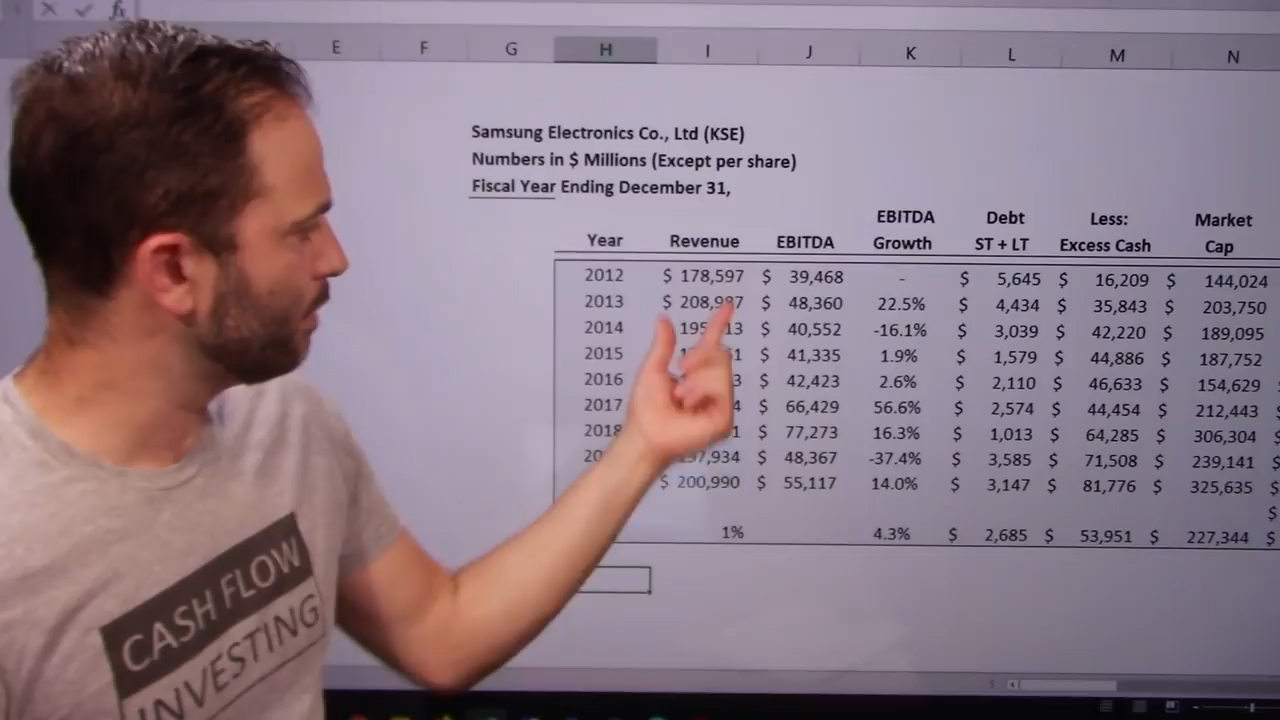 fx
E F G H I J K L M N
Samsung Electronics Co., Ltd (KSE)
Numbers in $ Millions (Except per share)
Fiscal Year Ending December 31,
EBITDA Debt Less: Market
Year Revenue EBITDA Growth ST + LT Excess Cash Cap
2012 $ 178,597 $ 39,468 - $ 5,645 $ 16,209 $ 144,024
2013 $ 208,987 $ 48,360 22.5% $ 4,434 $ 35,843 $ 203,750
2014 $ 40,552 -16.1% $ 3,039 $ 42,220 $ 189,095
2015 $ 41,335 1.9% $ 1,579 $ 44,886 $ 187,752
2016 $ 42,423 2.6% $ 2,110 $ 46,633 $ 154,629
2017 $ 66,429 56.6% $ 2,574 $ 44,454 $ 212,443
2018 $ 77,273 16.3% $ 1,013 $ 64,285 $ 306,304
$ 48,367 -37.4% $ 3,585 $ 71,508 $ 239,141
$ 200,990 $ 55,117 14.0% $ 3,147 $ 81,776 $ 325,635 $
$
1% 4.3% $ 2,685 $ 53,951 $ 227,344 $
CASH FLOW
INVESTING